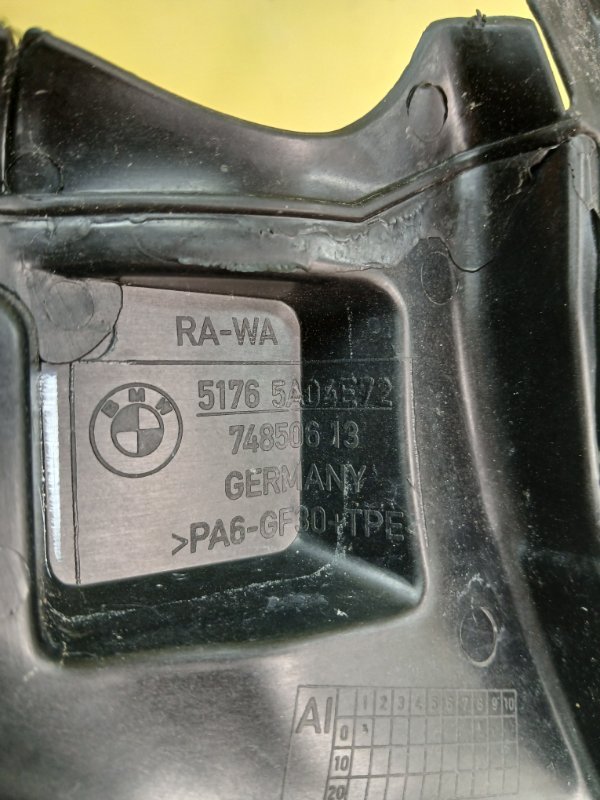 RA-WA
BMW
5176 5A04E72
748506 13
GERMANY
>PA6-GF30+TPE
AI 1 2 3 4 5 6 7 8 9 10
0
10
20